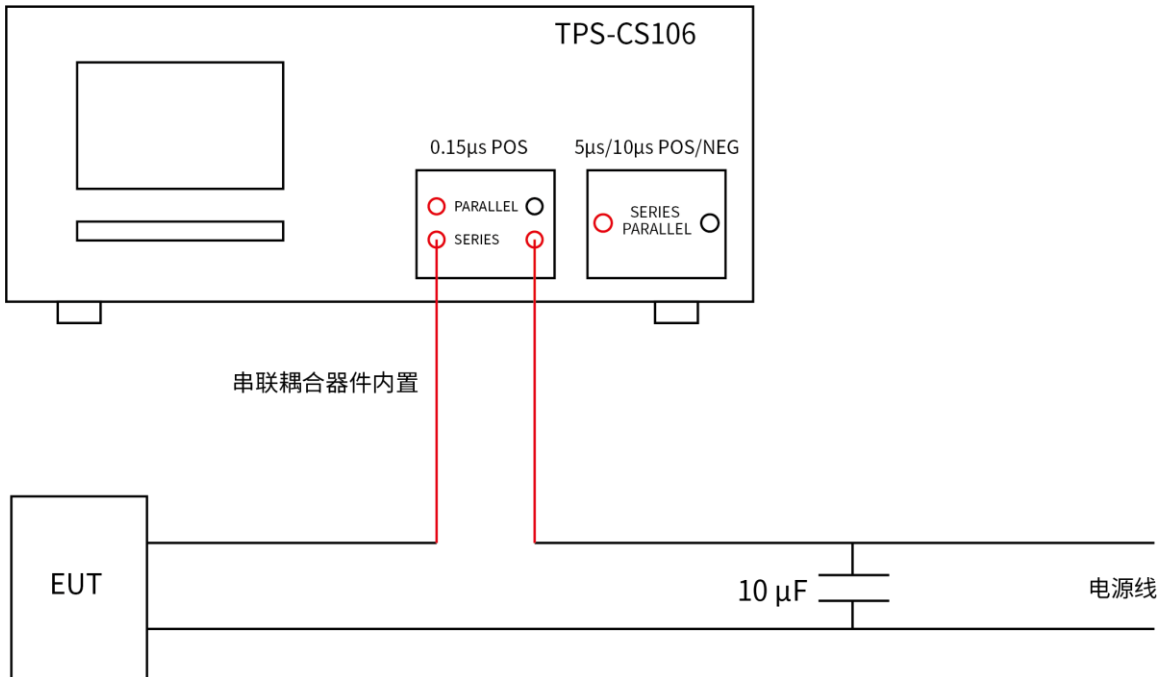 TPS-CS106
0.15μs POS
5μs/10μs POS/NEG
PARALLEL
SERIES
SERIES
PARALLEL
串联耦合器件内置
EUT
10 μF
电源线